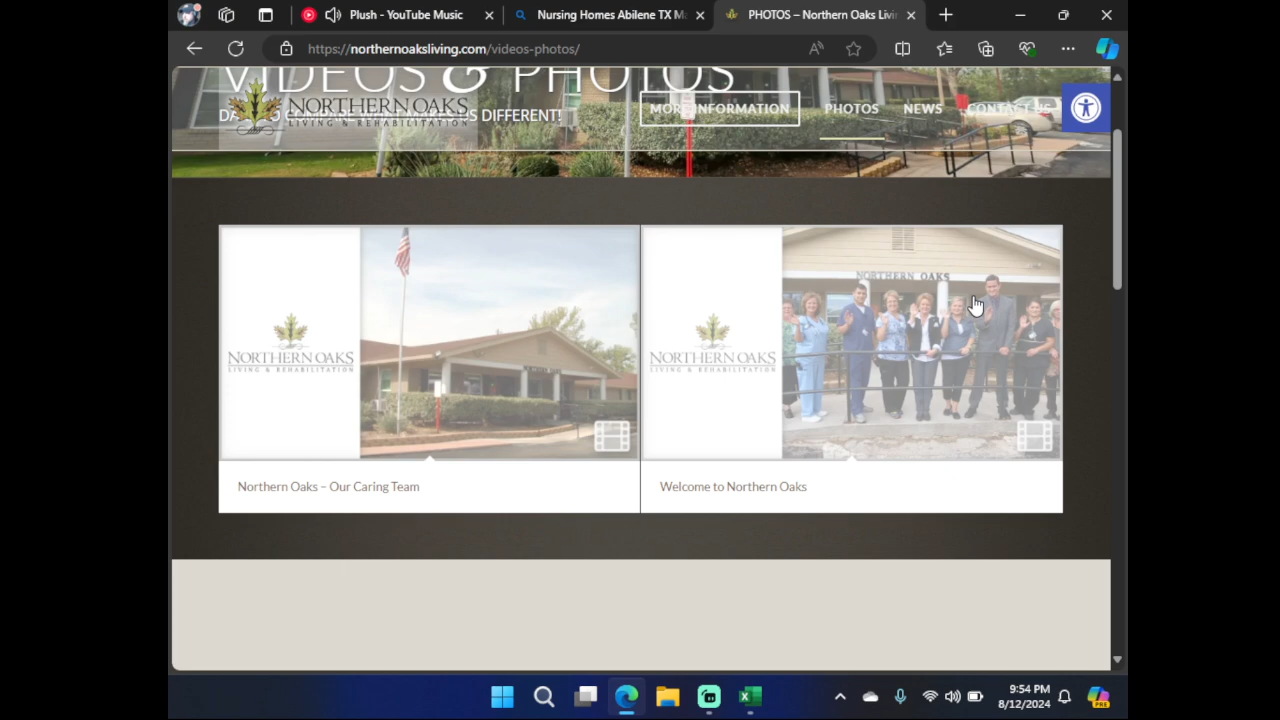 Plush - YouTube Music
Nursing Homes Abilene TX Ma
PHOTOS – Northern Oaks Livi
https://northernoaksliving.com/videos-photos/
VIDEOS & PHOTOS
NORTHERN OAKS
LIVING & REHABILITATION
MORE INFORMATION
PHOTOS
NEWS
CONTACT US
NORTHERN OAKS
LIVING & REHABILITATION
NORTHERN OAKS
LIVING & REHABILITATION
NORTHERN OAKS
Northern Oaks – Our Caring Team
Welcome to Northern Oaks
9:54 PM
8/12/2024